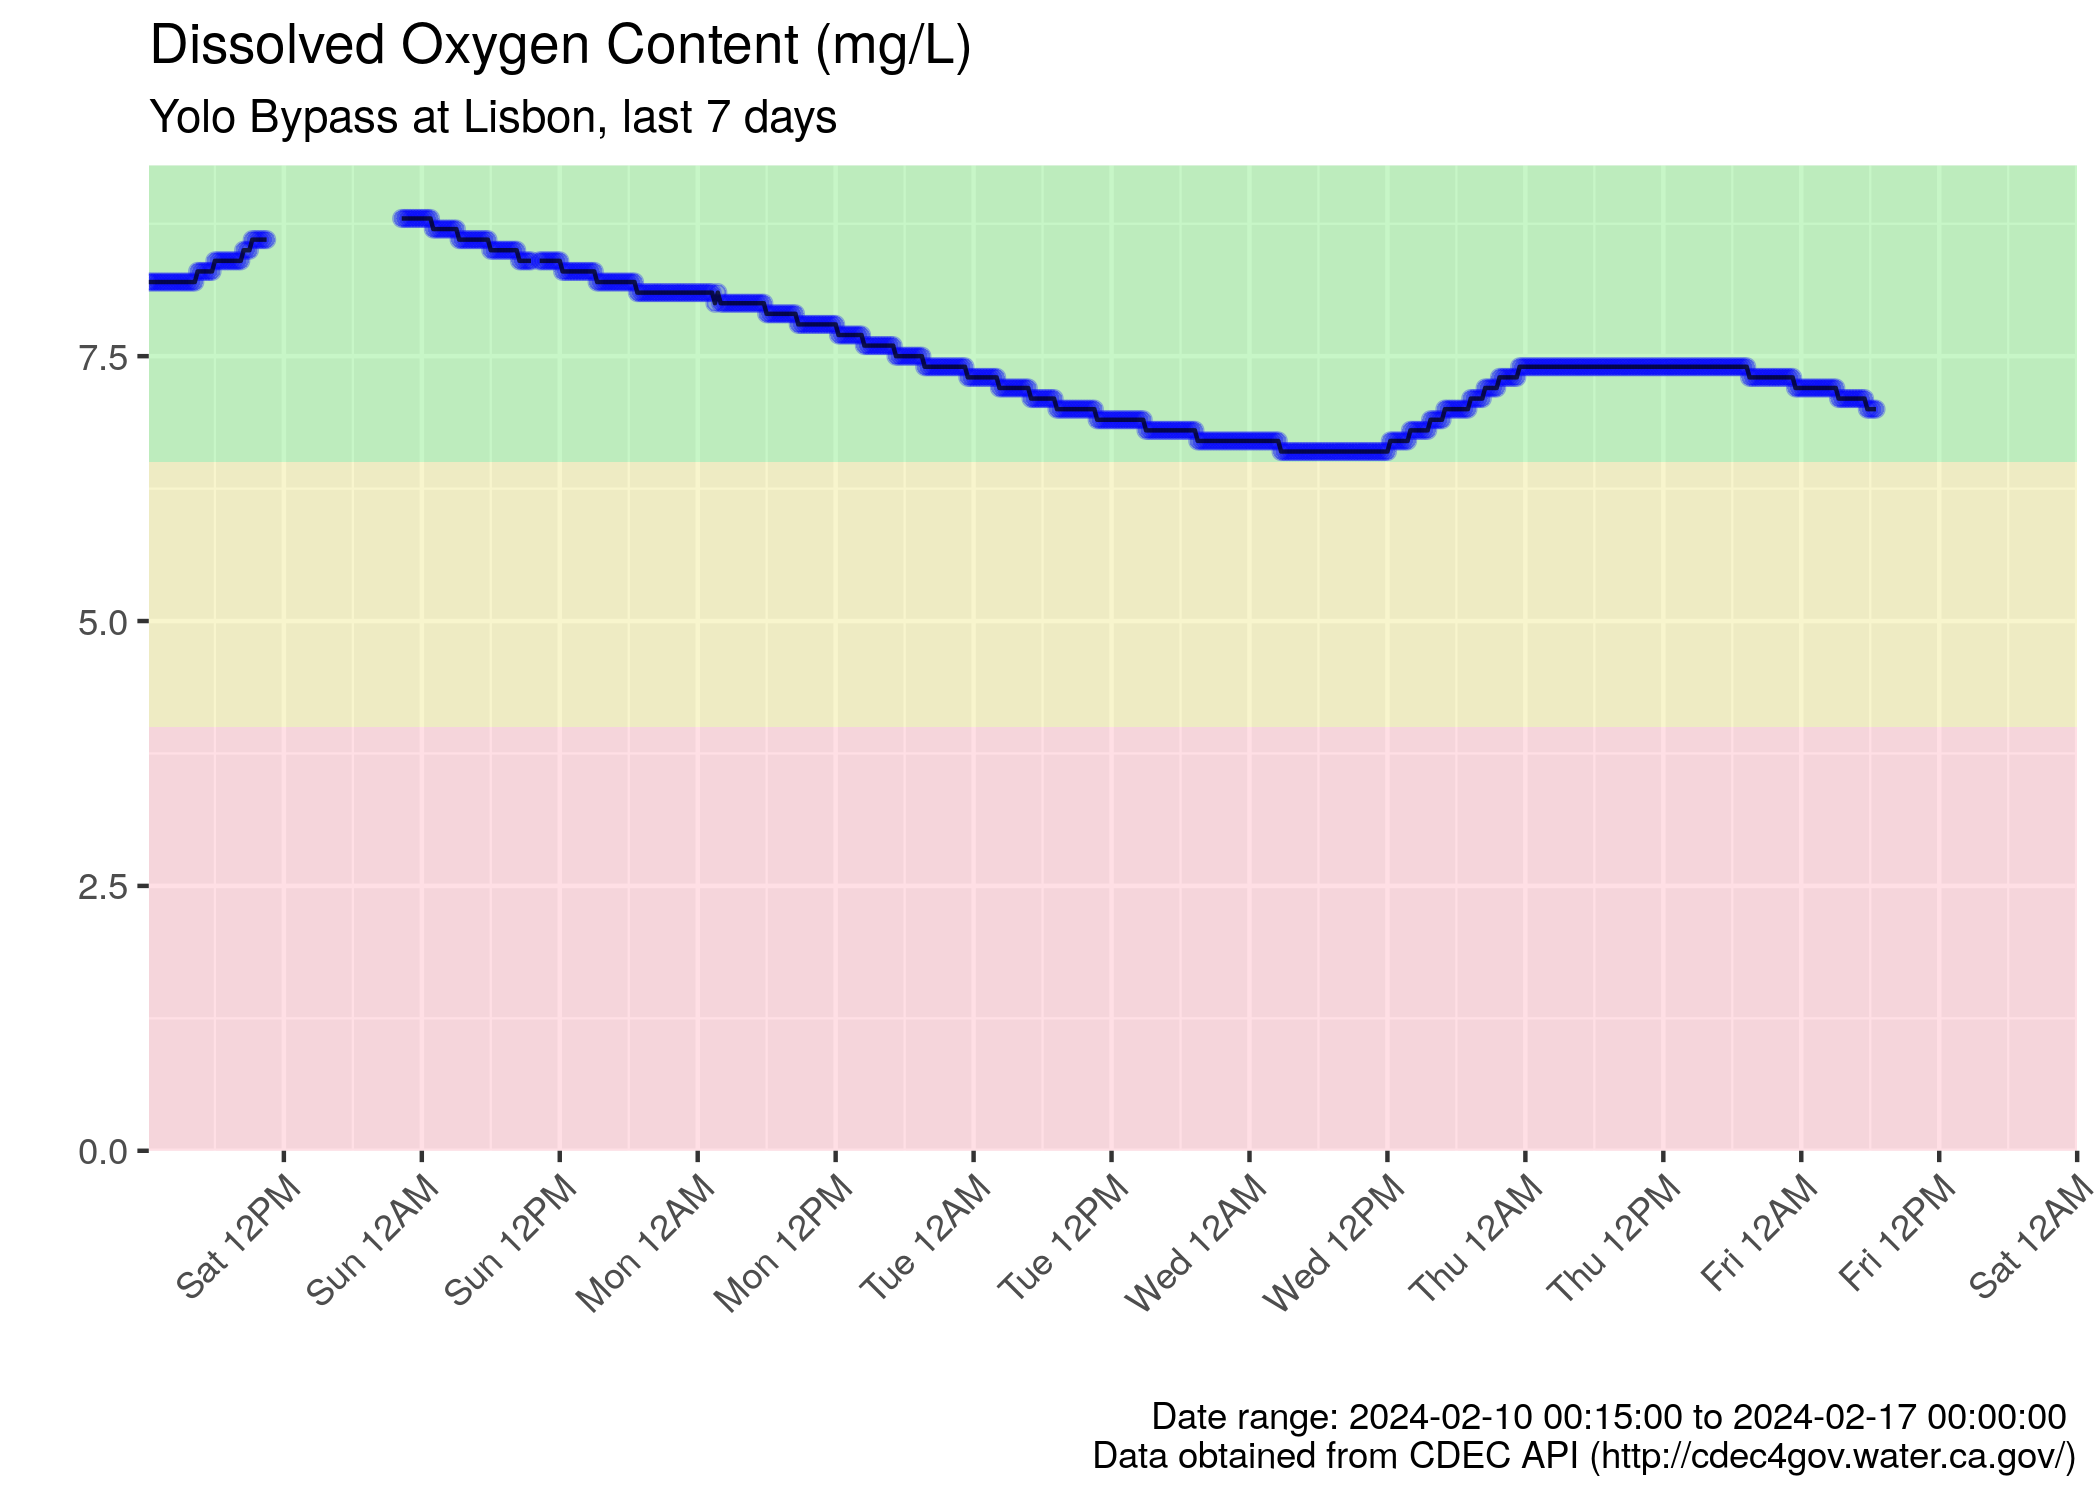 Dissolved Oxygen Content (mg/L)
Yolo Bypass at Lisbon, last 7 days
7.5
5.0
2.5
0.0
Sat 12PM
Sun 12AM
Sun 12PM
Mon 12AM
Mon 12PM
Tue 12AM
Tue 12PM
Wed 12AM
Wed 12PM
Thu 12AM
Thu 12PM
Fri 12AM
Fri 12PM
Sat 12AM
Date range: 2024-02-10 00:15:00 to 2024-02-17 00:00:00
Data obtained from CDEC API (http://cdec4gov.water.ca.gov/)